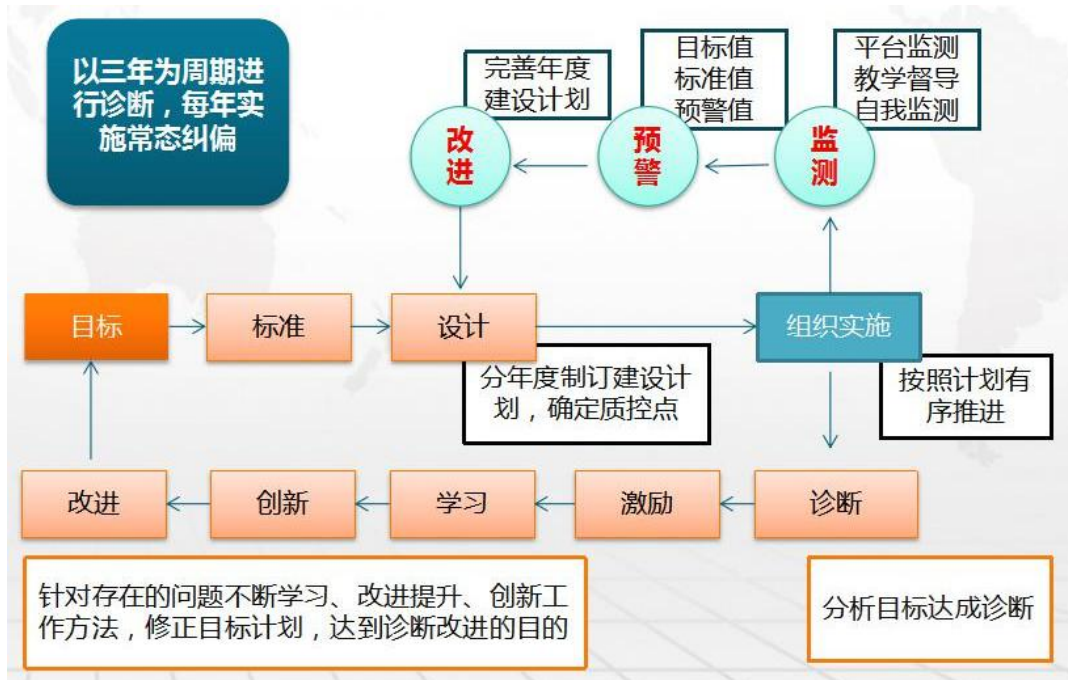 以三年为周期进
行诊断，每年实
施常态纠偏
完善年度
建设计划
目标值
标准值
预警值
平台监测
教学督导
自我监测
改
进
预
警
监
测
目标
标准
设计
组织实施
分年度制订建设计
划，确定质控点
按照计划有
序推进
改进
创新
学习
激励
诊断
针对存在的问题不断学习、改进提升、创新工
作方法，修正目标计划，达到诊断改进的目的
分析目标达成诊断